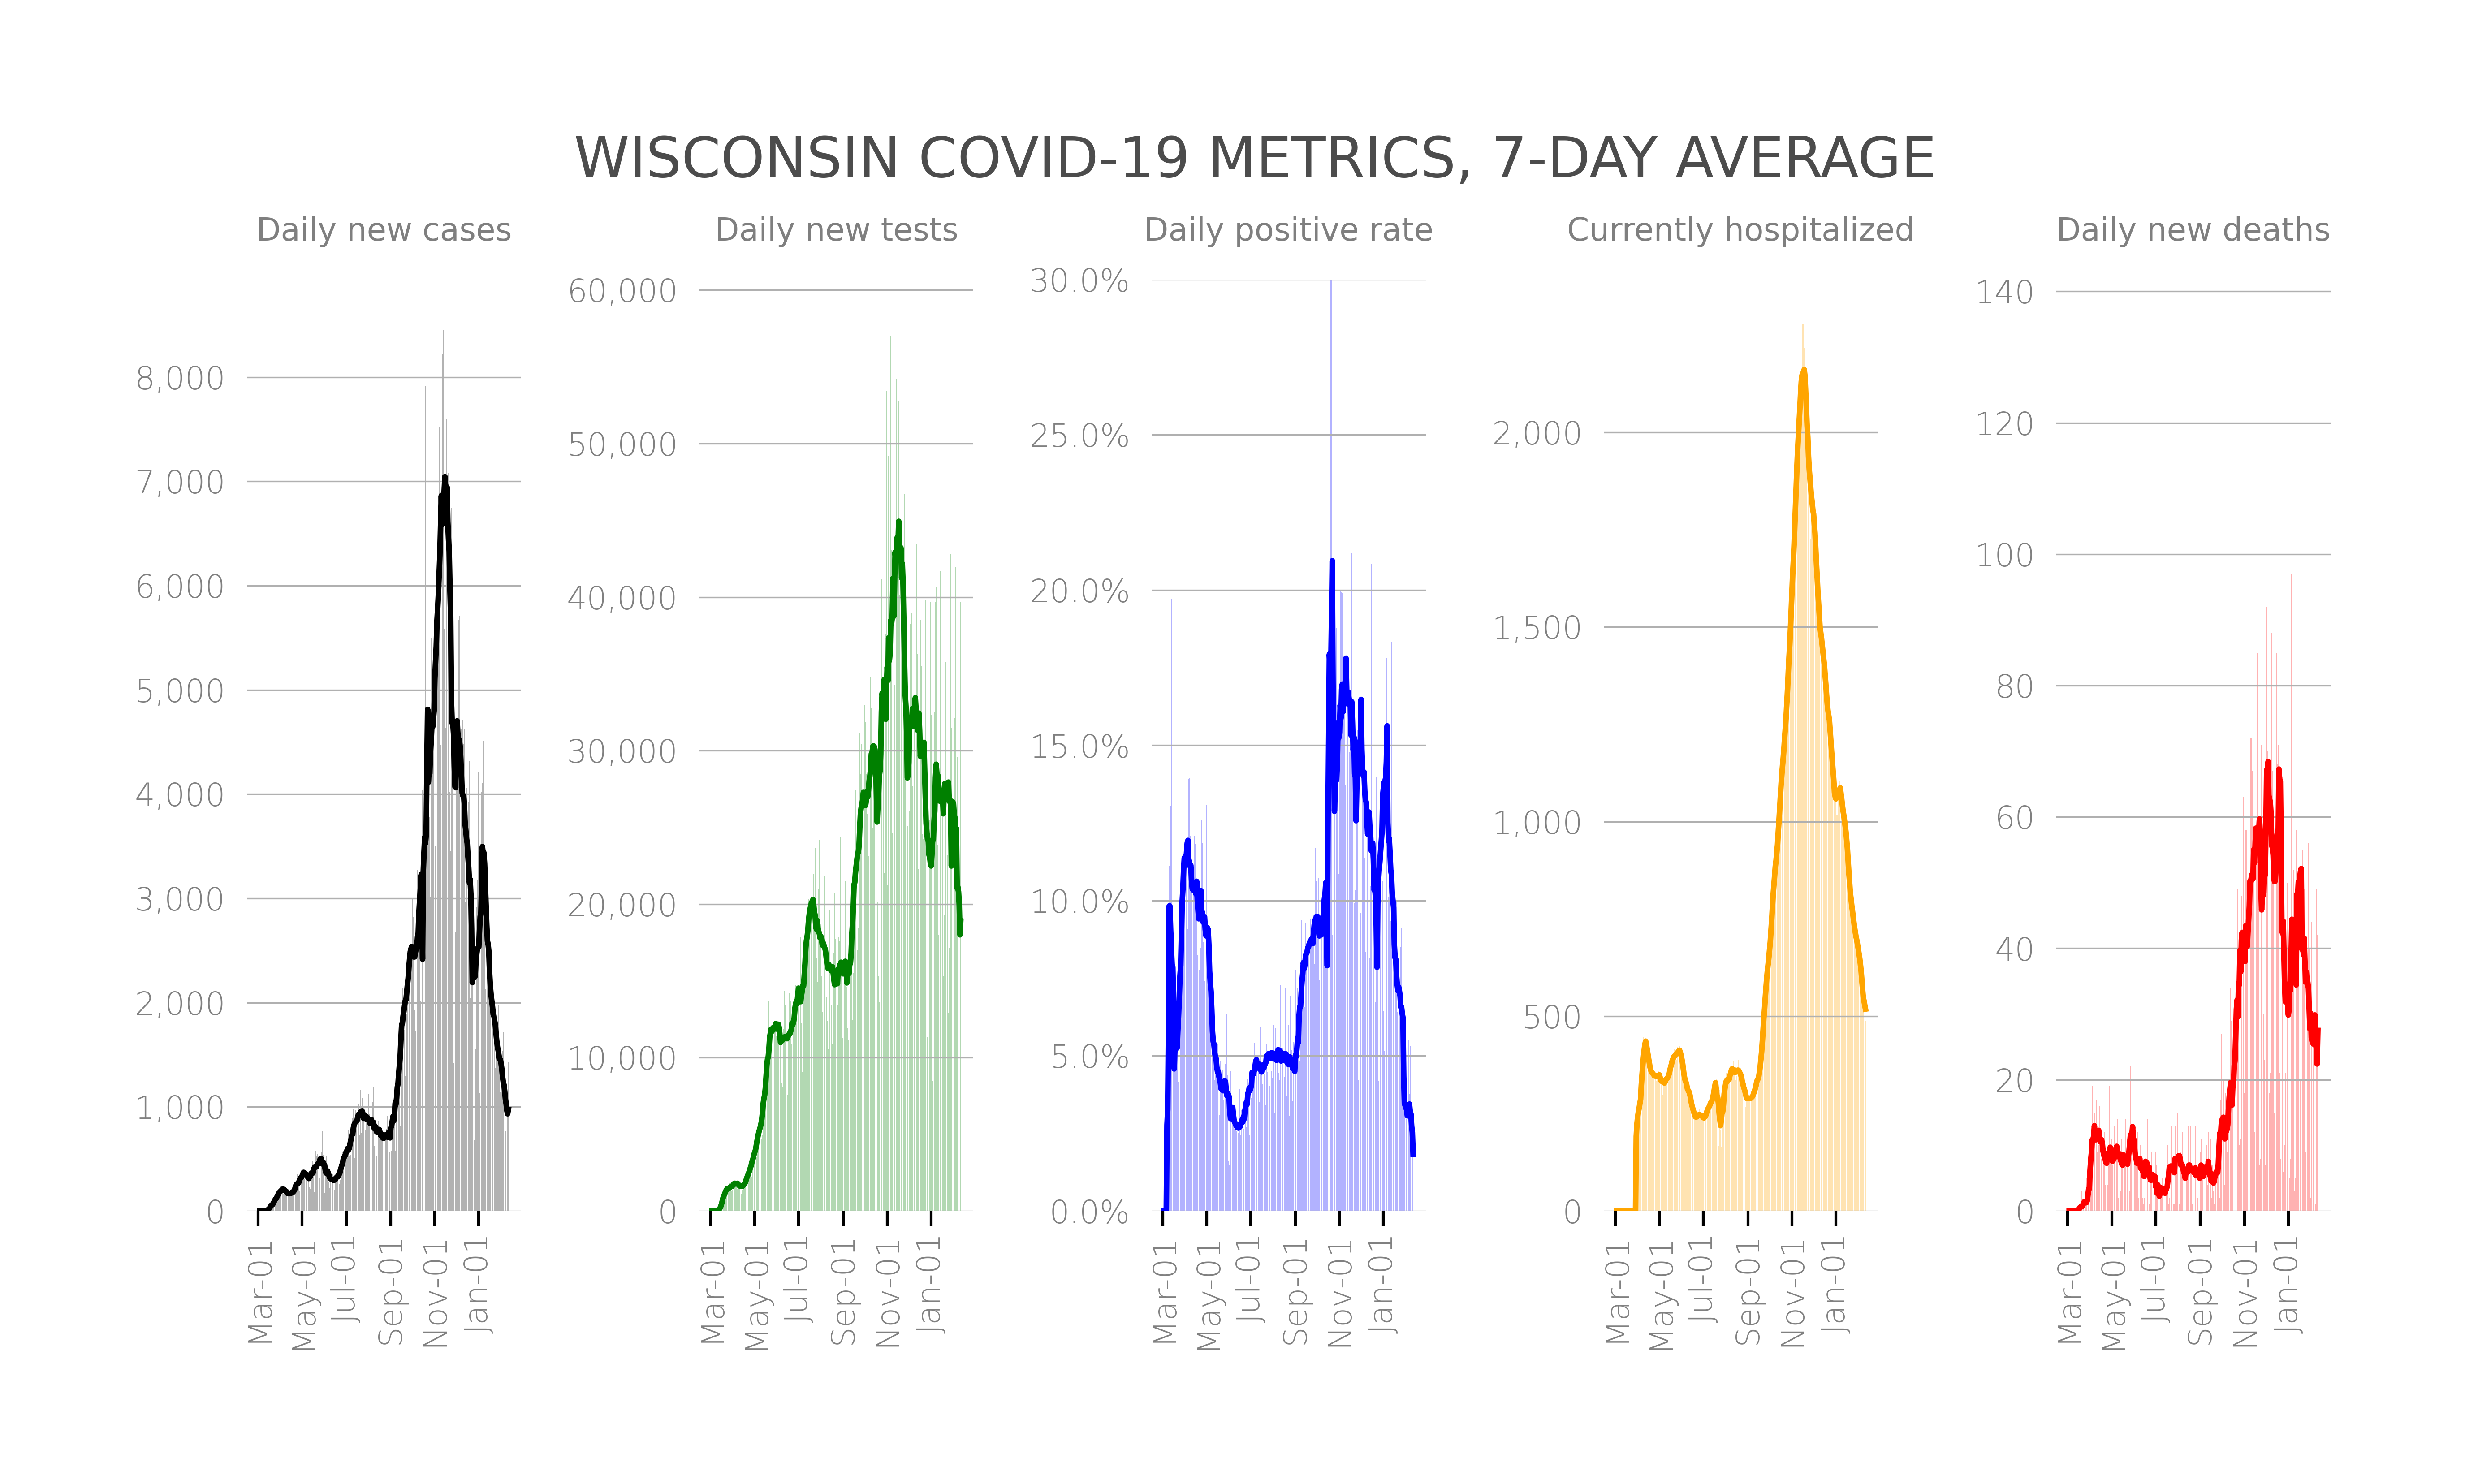 WISCONSIN COVID-19 METRICS, 7-DAY AVERAGE
Daily new cases
8,000
7,000
6,000
5,000
4,000
3,000
2,000
1,000
0
Mar-01
May-01
Jul-01
Sep-01
Nov-01
Jan-01
Daily new tests
60,000
50,000
40,000
30,000
20,000
10,000
0
Mar-01
May-01
Jul-01
Sep-01
Nov-01
Jan-01
Daily positive rate
30.0%
25.0%
20.0%
15.0%
10.0%
5.0%
0.0%
Mar-01
May-01
Jul-01
Sep-01
Nov-01
Jan-01
Currently hospitalized
2,000
1,500
1,000
500
0
Mar-01
May-01
Jul-01
Sep-01
Nov-01
Jan-01
Daily new deaths
140
120
100
80
60
40
20
0
Mar-01
May-01
Jul-01
Sep-01
Nov-01
Jan-01